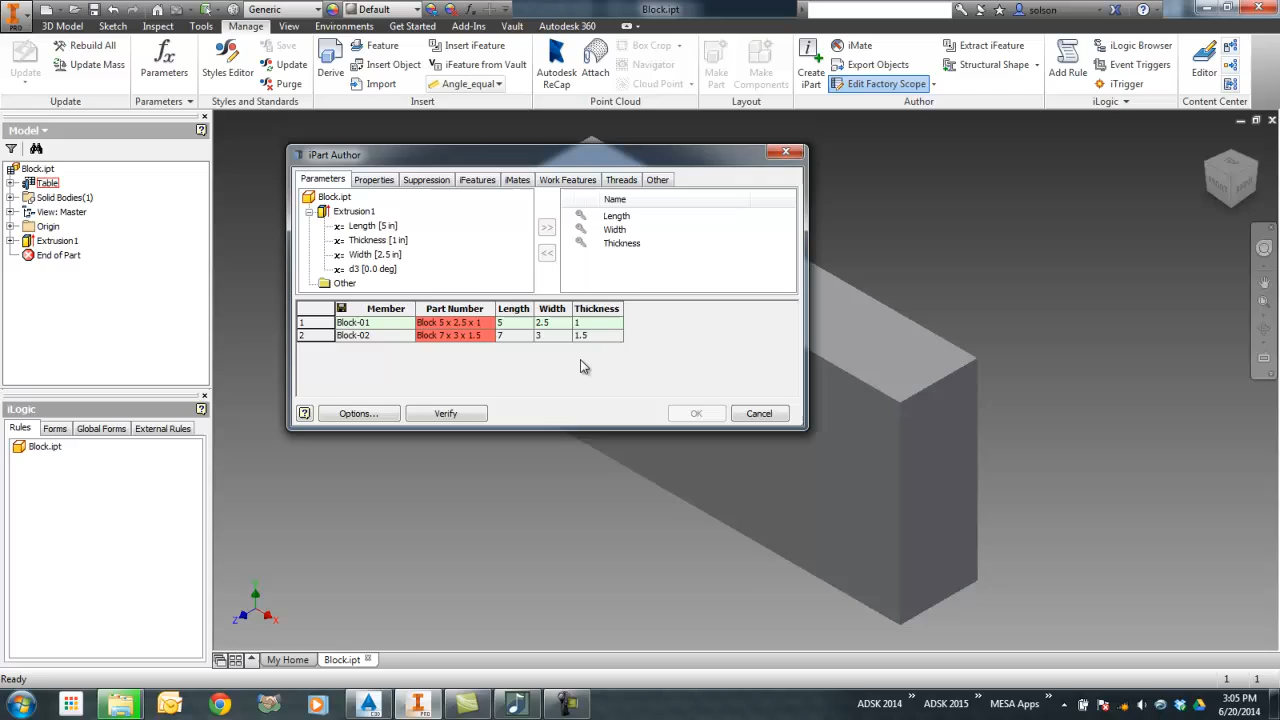 PRO
Generic
Default
Block.ipt
solson
3D Model
Sketch
Inspect
Tools
Manage
View
Environments
Get Started
Add-Ins
Vault
Autodesk 360
Update
Rebuild All
Update Mass
Update
Parameters
Parameters
Styles Editor
Save
Update
Purge
Styles and Standards
Derive
Feature
Insert Object
Import
Insert iFeature
iFeature from Vault
Angle_equal
Insert
Autodesk ReCap
Attach
Box Crop
Navigator
Cloud Point
Point Cloud
Make Part
Make Components
Layout
Create iPart
iMate
Export Objects
Edit Factory Scope
Extract iFeature
Structural Shape
Author
Add Rule
iLogic Browser
Event Triggers
iTrigger
iLogic
Editor
Content Center
Model
Block.ipt
Table
Solid Bodies(1)
View: Master
Origin
Extrusion1
End of Part
iLogic
Rules
Forms
Global Forms
External Rules
Block.ipt
iPart Author
Parameters
Properties
Suppression
iFeatures
iMates
Work Features
Threads
Other
Block.ipt
Extrusion1
Length [5 in]
Thickness [1 in]
Width [2.5 in]
d3 [0.0 deg]
Other
>>
<<
Name
Length
Width
Thickness
Member Part Number Length Width Thickness
1 Block-01 Block 5 x 2.5 x 1 5 2.5 1
2 Block-02 Block 7 x 3 x 1.5 7 3 1.5
Options...
Verify
OK
Cancel
My Home
Block.ipt
Ready
1 1
ADSK 2014
ADSK 2015
MESA Apps
3:05 PM
6/20/2014